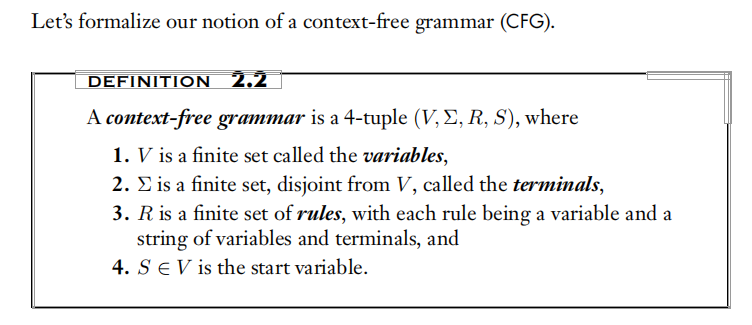 Let's formalize our notion of a context-free grammar (CFG).
DEFINITION 2.2
A context-free grammar is a 4-tuple (V, Σ, R, S), where
1. V is a finite set called the variables,
2. Σ is a finite set, disjoint from V, called the terminals,
3. R is a finite set of rules, with each rule being a variable and a
string of variables and terminals, and
4. S ∈ V is the start variable.